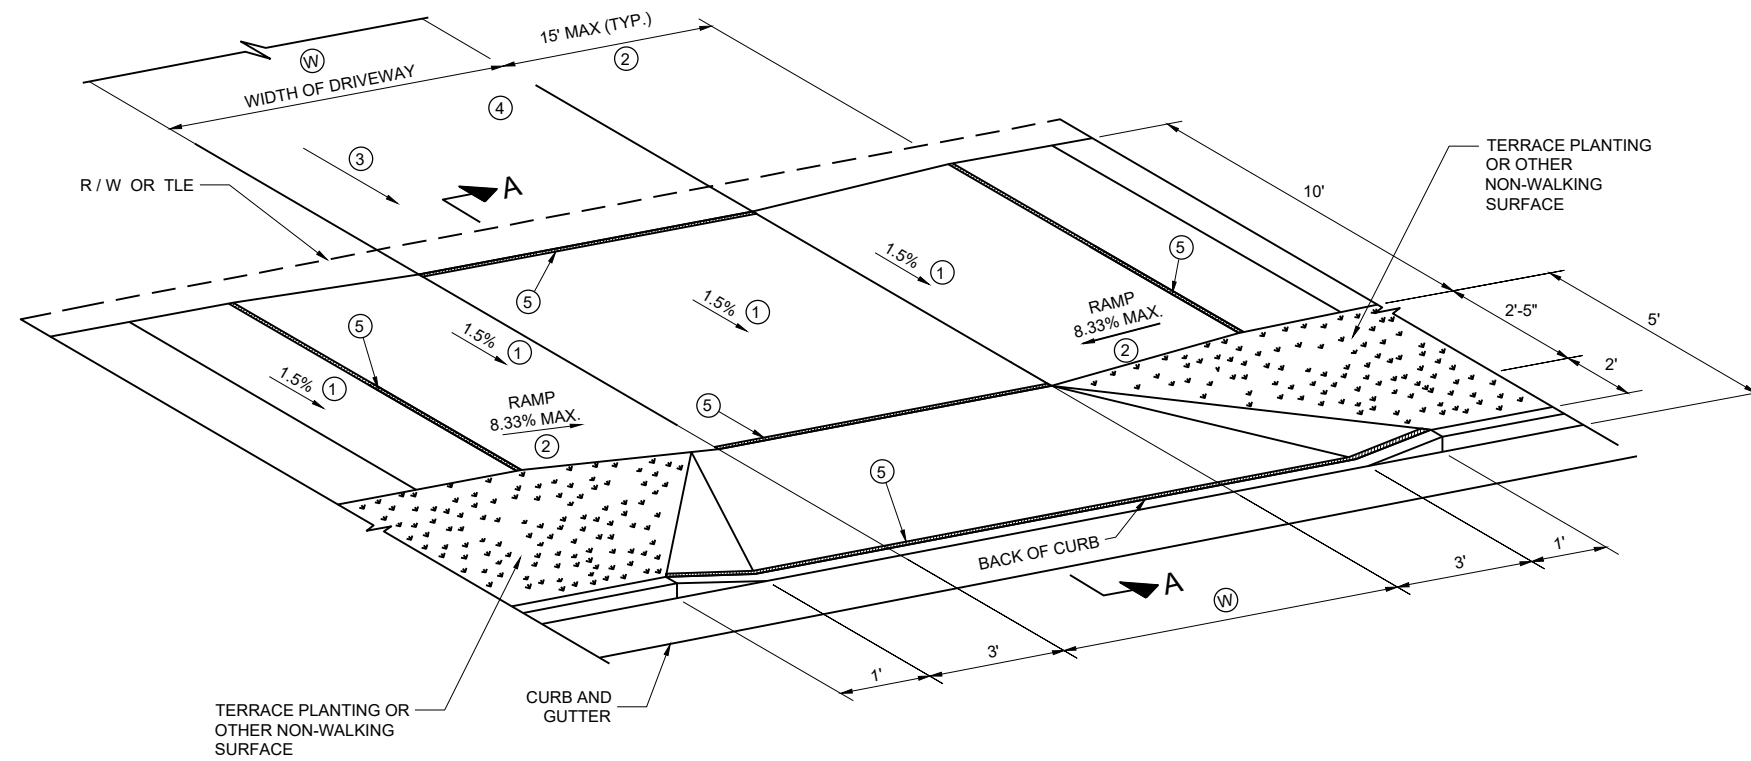 15' MAX (TYP.)
2
W
WIDTH OF DRIVEWAY
4
3
A
R / W OR TLE
TERRACE PLANTING
OR OTHER
NON-WALKING
SURFACE
10'
5
1.5%
1
5
1.5%
1
RAMP
8.33% MAX.
2
2'-5"
5'
2'
5
1.5%
1
1.5%
1
RAMP
8.33% MAX.
2
5
5
BACK OF CURB
A
W
3'
1'
1'
3'
CURB AND
GUTTER
TERRACE PLANTING OR
OTHER NON-WALKING
SURFACE